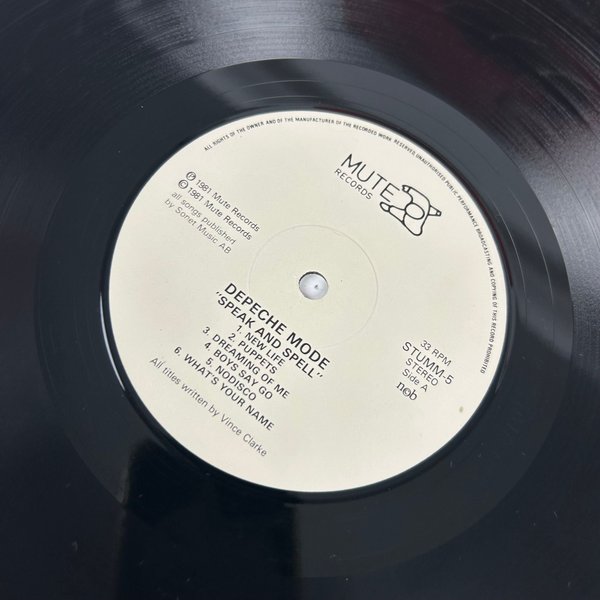 ALL RIGHTS OF THE OWNER AND OF THE MANUFACTURER OF THE RECORDED WORK RESERVED. UNAUTHORISED PUBLIC PERFORMANCE BROADCASTING AND COPYING OF THIS RECORD PROHIBITED
MUTE
RECORDS
℗ 1981 Mute Records
© 1981 Mute Records
all songs published
by Sonet Music AB
DEPECHE MODE
"SPEAK AND SPELL"
1. NEW LIFE
2. PUPPETS
3. DREAMING OF ME
4. BOYS SAY GO
5. NODISCO
6. WHAT'S YOUR NAME
All titles written by Vince Clarke
33 RPM
STUMM-5
STEREO
Side A
n©b